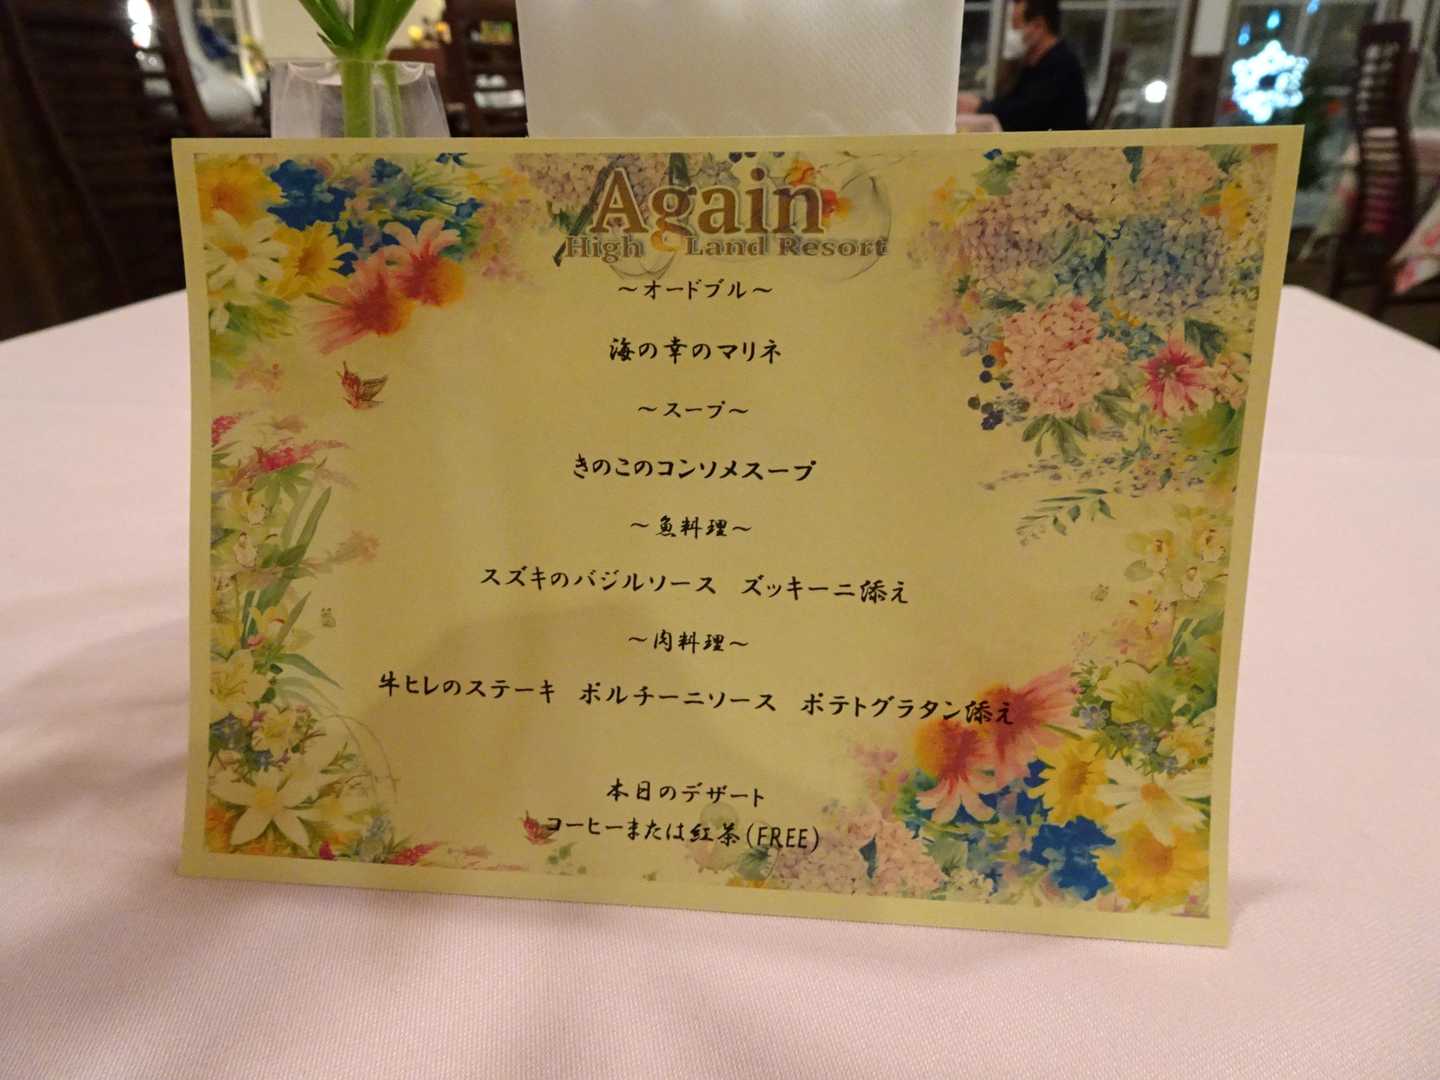 Again
High Land Resort
～オードブル～
海の幸のマリネ
～スープ～
きのこのコンソメスープ
～魚料理～
スズキのバジルソース　ズッキーニ添え
～肉料理～
牛ヒレのステーキ　ポルチーニソース　ポテトグラタン添え
本日のデザート
コーヒーまたは紅茶(FREE)